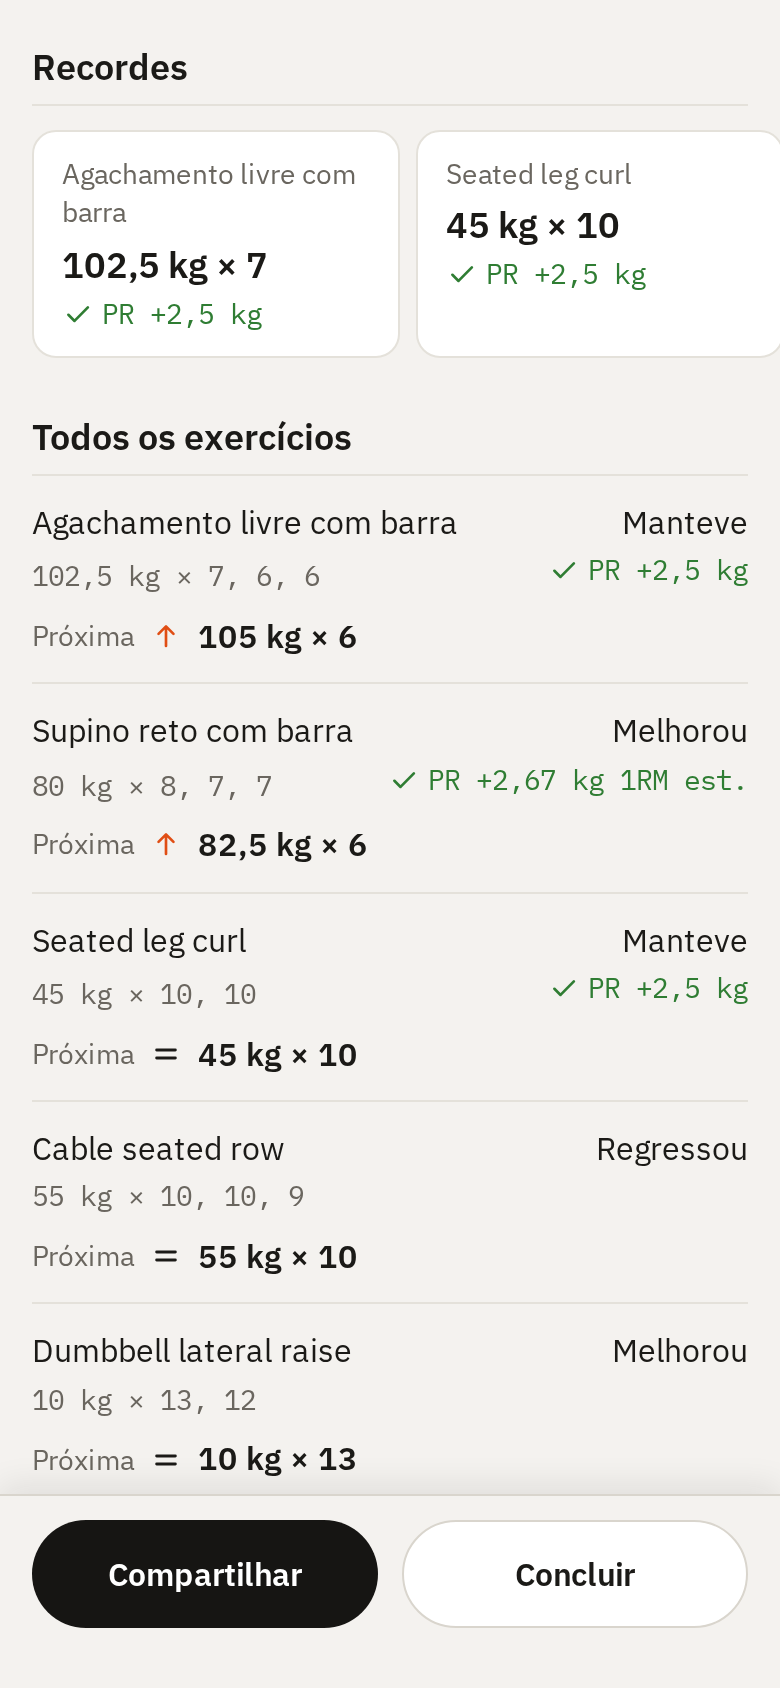 Recordes
Agachamento livre com
barra
102,5 kg × 7
✓ PR +2,5 kg
Seated leg curl
45 kg × 10
✓ PR +2,5 kg
Todos os exercícios
Agachamento livre com barra
Manteve
102,5 kg × 7, 6, 6
✓ PR +2,5 kg
Próxima ↑ 105 kg × 6
Supino reto com barra
Melhorou
80 kg × 8, 7, 7
✓ PR +2,67 kg 1RM est.
Próxima ↑ 82,5 kg × 6
Seated leg curl
Manteve
45 kg × 10, 10
✓ PR +2,5 kg
Próxima = 45 kg × 10
Cable seated row
Regressou
55 kg × 10, 10, 9
Próxima = 55 kg × 10
Dumbbell lateral raise
Melhorou
10 kg × 13, 12
Próxima = 10 kg × 13
Compartilhar
Concluir